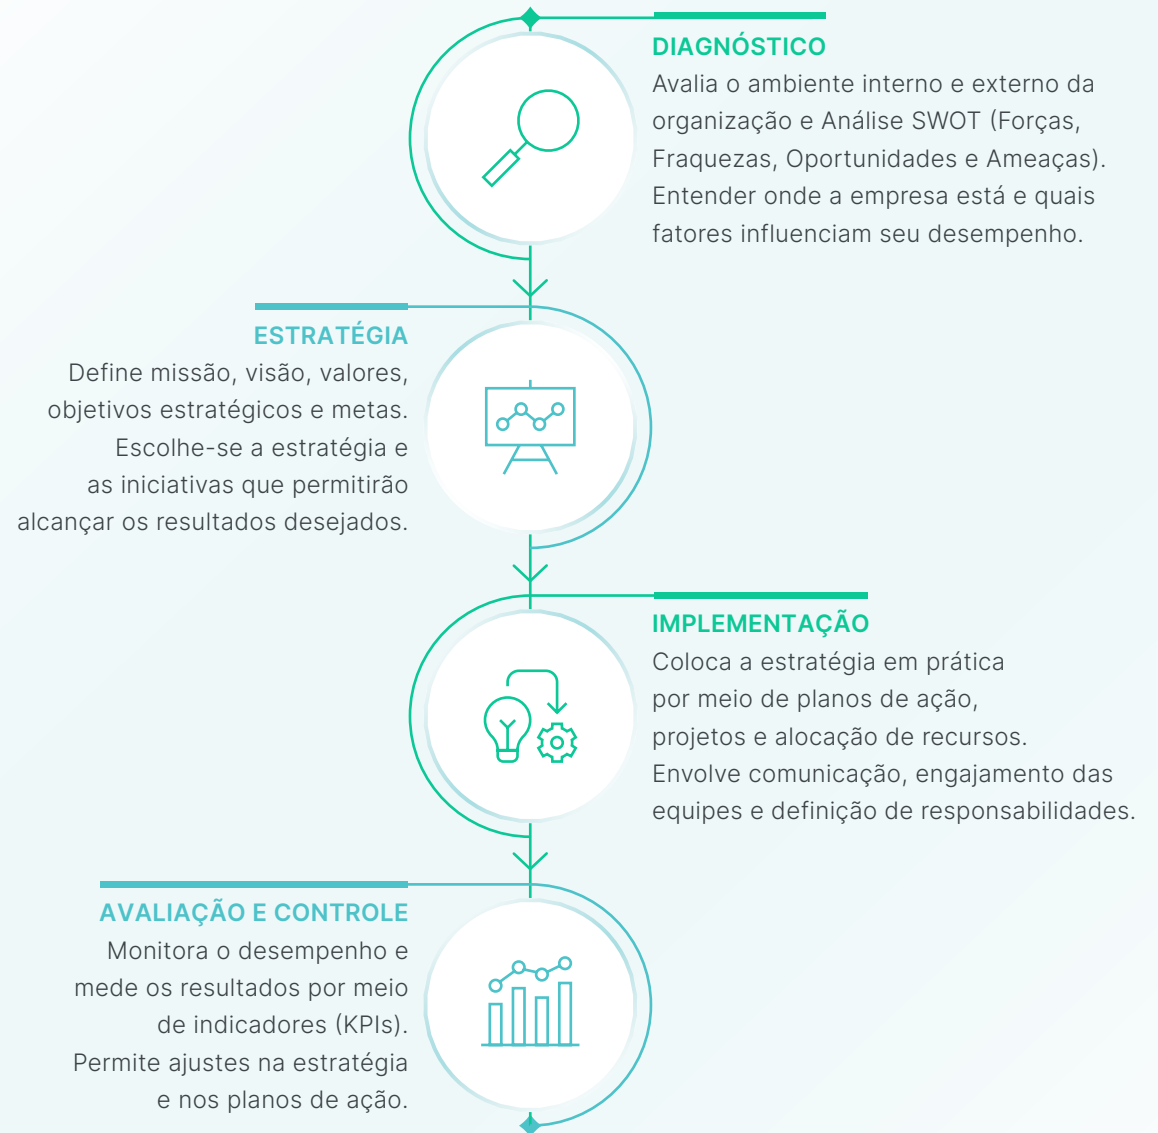 DIAGNÓSTICO
Avalia o ambiente interno e externo da
organização e Análise SWOT (Forças,
Fraquezas, Oportunidades e Ameaças).
Entender onde a empresa está e quais
fatores influenciam seu desempenho.
ESTRATÉGIA
Define missão, visão, valores,
objetivos estratégicos e metas.
Escolhe-se a estratégia e
as iniciativas que permitirão
alcançar os resultados desejados.
IMPLEMENTAÇÃO
Coloca a estratégia em prática
por meio de planos de ação,
projetos e alocação de recursos.
Envolve comunicação, engajamento das
equipes e definição de responsabilidades.
AVALIAÇÃO E CONTROLE
Monitora o desempenho e
mede os resultados por meio
de indicadores (KPIs).
Permite ajustes na estratégia
e nos planos de ação.